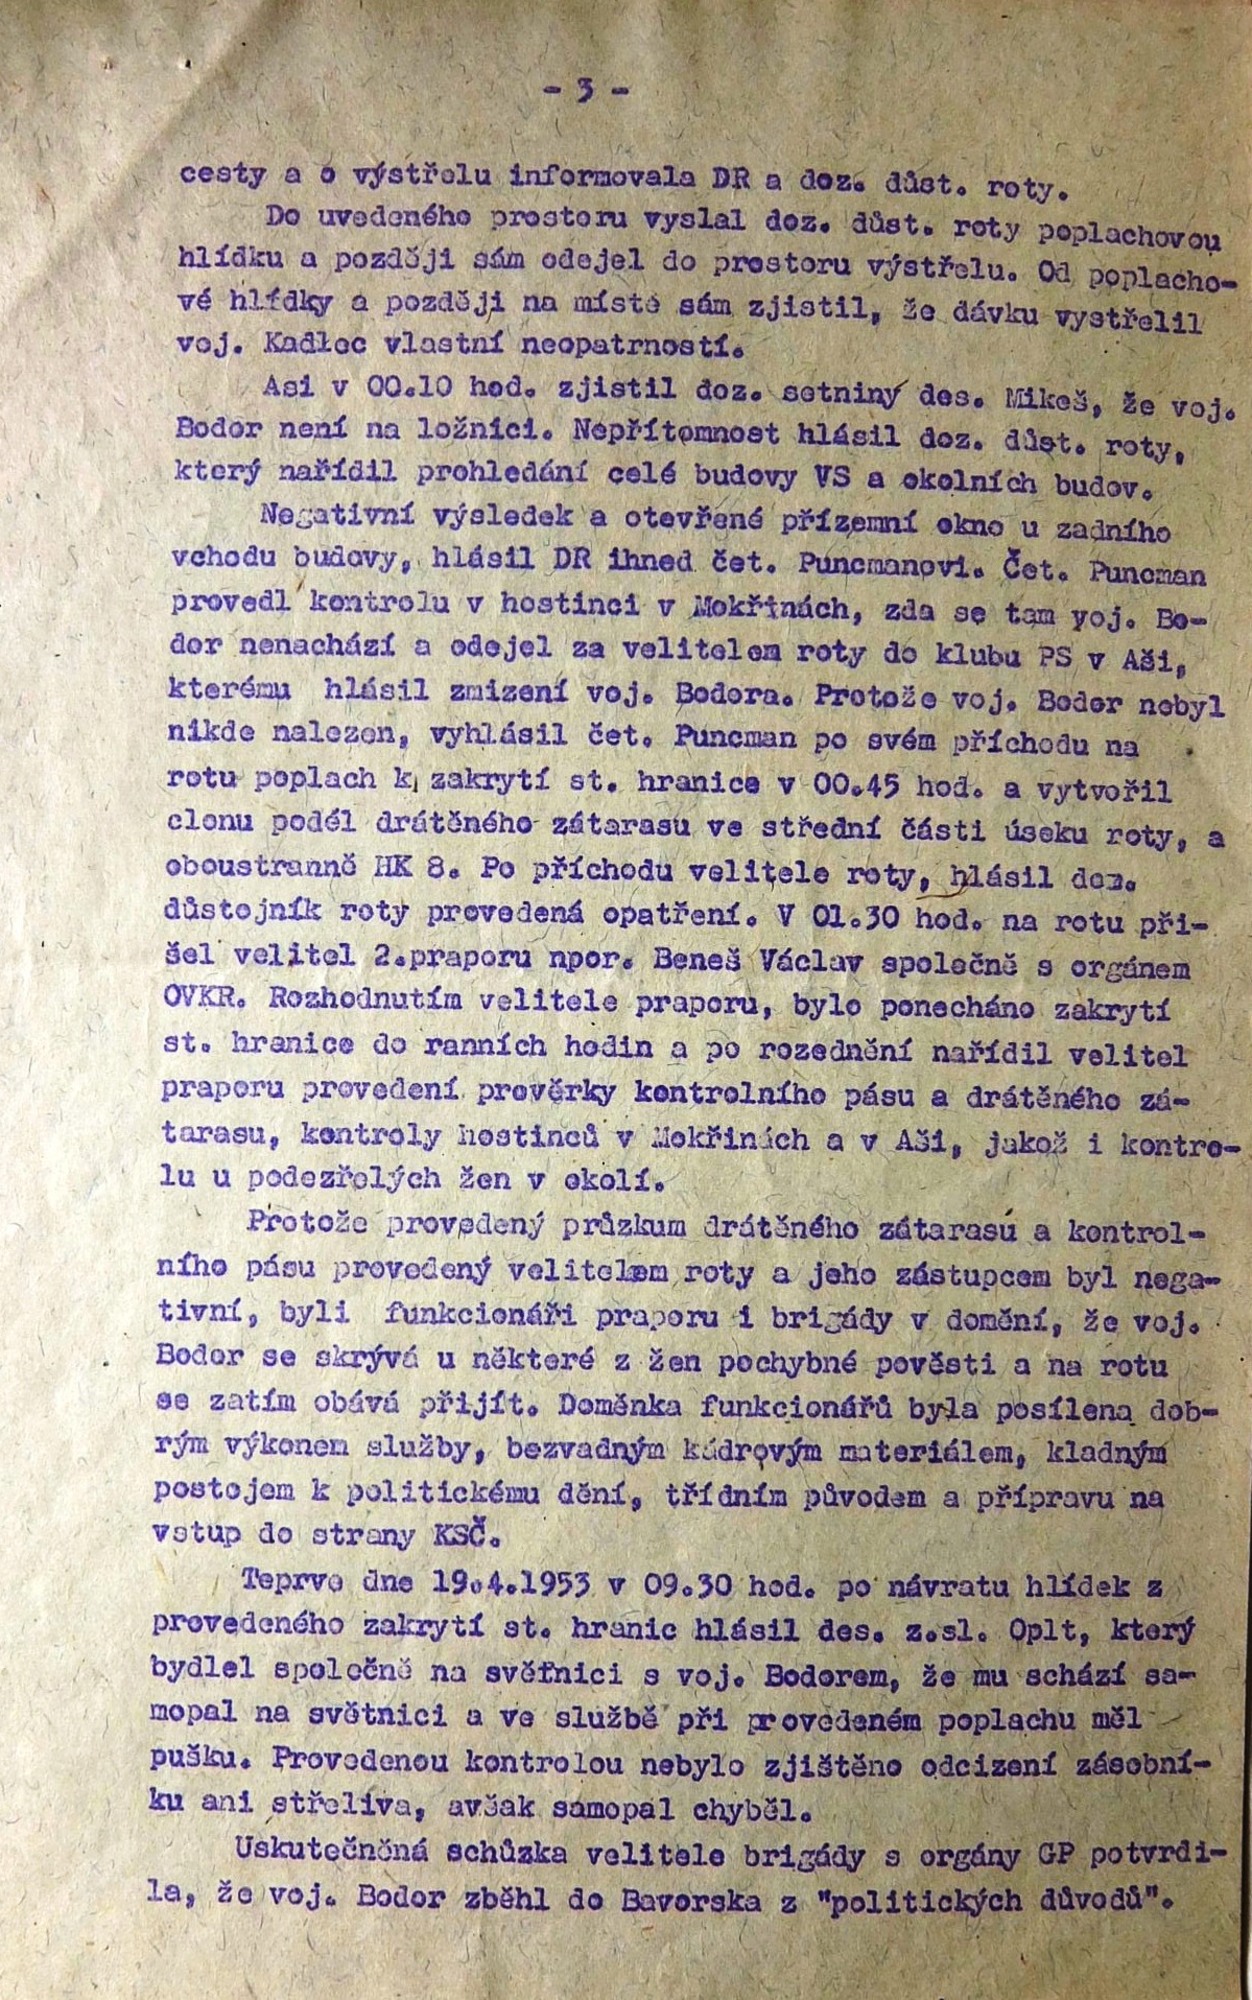 - 3 -
cesty a o výstřelu informovala DR a doz. důst. roty.
Do uvedeného prostoru vyslal doz. důst. roty poplachovou
hlídku a později sám odejel do prostoru výstřelu. Od poplacho-
vé hlídky a později na místě sám zjistil, že dávku vystřelil
voj. Kadlec vlastní neopatrností.
Asi v 00.10 hod. zjistil doz. setniny des. Mikeš, že voj.
Bodor není na ložnici. Nepřítomnost hlásil doz. důst. roty,
který nařídil prohledání celé budovy VS a okolních budov.
Negativní výsledek a otevřené přízemní okno u zadního
vchodu budovy, hlásil DR ihned čet. Puncmanovi. Čet. Puncman
provedl kontrolu v hostinci v Mokřinách, zda se tam voj. Bo-
dor nenachází a odejel za velitelem roty do klubu PS v Aši,
kterému hlásil zmizení voj. Bodora. Protože voj. Bodor nebyl
nikde nalezen, vyhlásil čet. Puncman po svém příchodu na
rotu poplach k zakrytí st. hranice v 00.45 hod. a vytvořil
clonu podél drátěného zátarasu ve střední části úseku roty, a
oboustranně HK 8. Po příchodu velitele roty, hlásil doz.
důstojník roty provedená opatření. V 01.30 hod. na rotu při-
šel velitel 2.praporu npor. Beneš Václav společně s orgánem
OVKR. Rozhodnutím velitele praporu, bylo ponecháno zakrytí
st. hranice do ranních hodin a po rozednění nařídil velitel
praporu provedení prověrky kontrolního pásu a drátěného zá-
tarasu, kontroly hostinců v Mokřinách a v Aši, jakož i kontro-
lu u podezřelých žen v okolí.
Protože provedený průzkum drátěného zátarasu a kontrol-
ního pásu provedený velitelem roty a jeho zástupcem byl nega-
tivní, byli funkcionáři praporu i brigády v domění, že voj.
Bodor se skrývá u některé z žen pochybné pověsti a na rotu
se zatím obává přijít. Doměnka funkcionářů byla posílena dob-
rým výkonem služby, bezvadným kádrovým materiálem, kladným
postojem k politickému dění, třídním původem a přípravu na
vstup do strany KSČ.
Teprve dne 19.4.1953 v 09.30 hod. po návratu hlídek z
provedeného zakrytí st. hranic hlásil des. z.sl. Oplt, který
bydlel společně na světnici s voj. Bodorem, že mu schází sa-
mopal na světnici a ve službě při provedeném poplachu měl
pušku. Provedenou kontrolou nebylo zjištěno odcizení zásobní-
ku ani střeliva, avšak samopal chyběl.
Uskutečněná schůzka velitele brigády s orgány GP potvrdi-
la, že voj. Bodor zběhl do Bavorska z "politických důvodů".